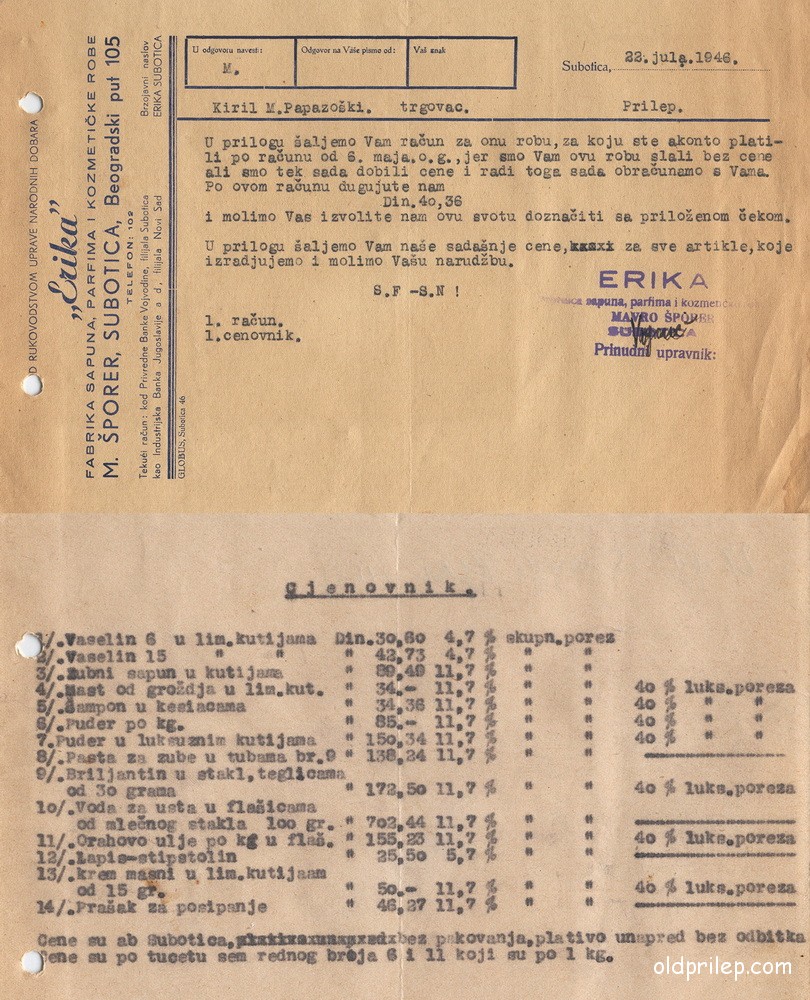 OD RUKOVODSTVOM UPRAVE NARODNIH DOBARA
„Erika”
FABRIKA SAPUNA, PARFIMA I KOZMETIČKE ROBE
M. ŠPORER, SUBOTICA, Beogradski put 105
TELEFON: 102
Brzojavni naslov
ERIKA SUBOTICA
Tekući račun: kod Privredne Banke Vojvodine, filjala Subotica
kao Industrijska Banka Jugoslavije a d, filjala Novi Sad
GLOBUS, Subotica 46
U odgovoru navesti: Odgovor na Vaše pismo od: Vaš znak
M.
Subotica, 22. jula. 1946.
Kiril M.Papazoški. trgovac. Prilep.
U prilogu šaljemo Vam račun za onu robu,za koju ste akonto plati-
li po računu od 6. maja.o.g.,jer smo Vam ovu robu slali bez cene
ali smo tek sada dobili cene i radi toga sada obračunamo s Vama.
Po ovom računu dugujute nam
Din.40,36
i molimo Vas izvolite nam ovu svotu doznačiti sa priloženom čekom.
U prilogu šaljemo Vam naše sadašnje cene, za sve artikle,koje
izradjujemo i molimo Vašu narudžbu.
S.F -S.N !
1. račun.
1.cenovnik.
ERIKA
sapuna, parfima i kozmetič
MAVRO ŠPORER
SUBOTICA
Prinudni upravnik:
Cjenovnik.
1/.Vaselin 6 u lim.kutijama Din.30,60 4,7 % skupn.porez
2/.Vaselin 15 " " " 42,73 4,7 % " "
3/.Zubni sapun u kutijama " 89,49 11,7 % " "
4/.Mast od groždja u lim.kut. " 34.- 11,7 % " " 40 % luks.poreza
5/.Šampon u kesicama " 34,36 11,7 % " " 40 % " "
6/.Puder po kg. " 85.- 11,7 % " " 40 % " "
7.Puder u luksuznim kutijama " 150,34 11,7 % " " 40 % " "
8/.Pasta za zube u tubama br.9 " 138,24 11,7 % " "
9/.Briljantin u stakl,teglicama
od 30 grama " 172,50 11,7 % " " 40 % luks.poreza
10/.Voda za usta u flašicama
od mlečnog stakla 100 gr. " 702,44 11,7 % " "
11/.Orahovo ulje po kg u flaš. " 155,23 11,7 % " " 40 % luks.poreza
12/.Lapis-stipstolin " 25,50 5,7 % " "
13/.krem masni u lim.kutijaam
od 15 gr. " 50.- 11,7 % " " 40 % luks.poreza
14/.Prašak za posipanje " 46,27 11,7 % " "
Cene su ab Subotica, bez pakovanja,plativo unapred bez odbitka
Cene su po tucetu sem rednog broja 6 i 11 koji su po 1 kg.
oldprilep.com